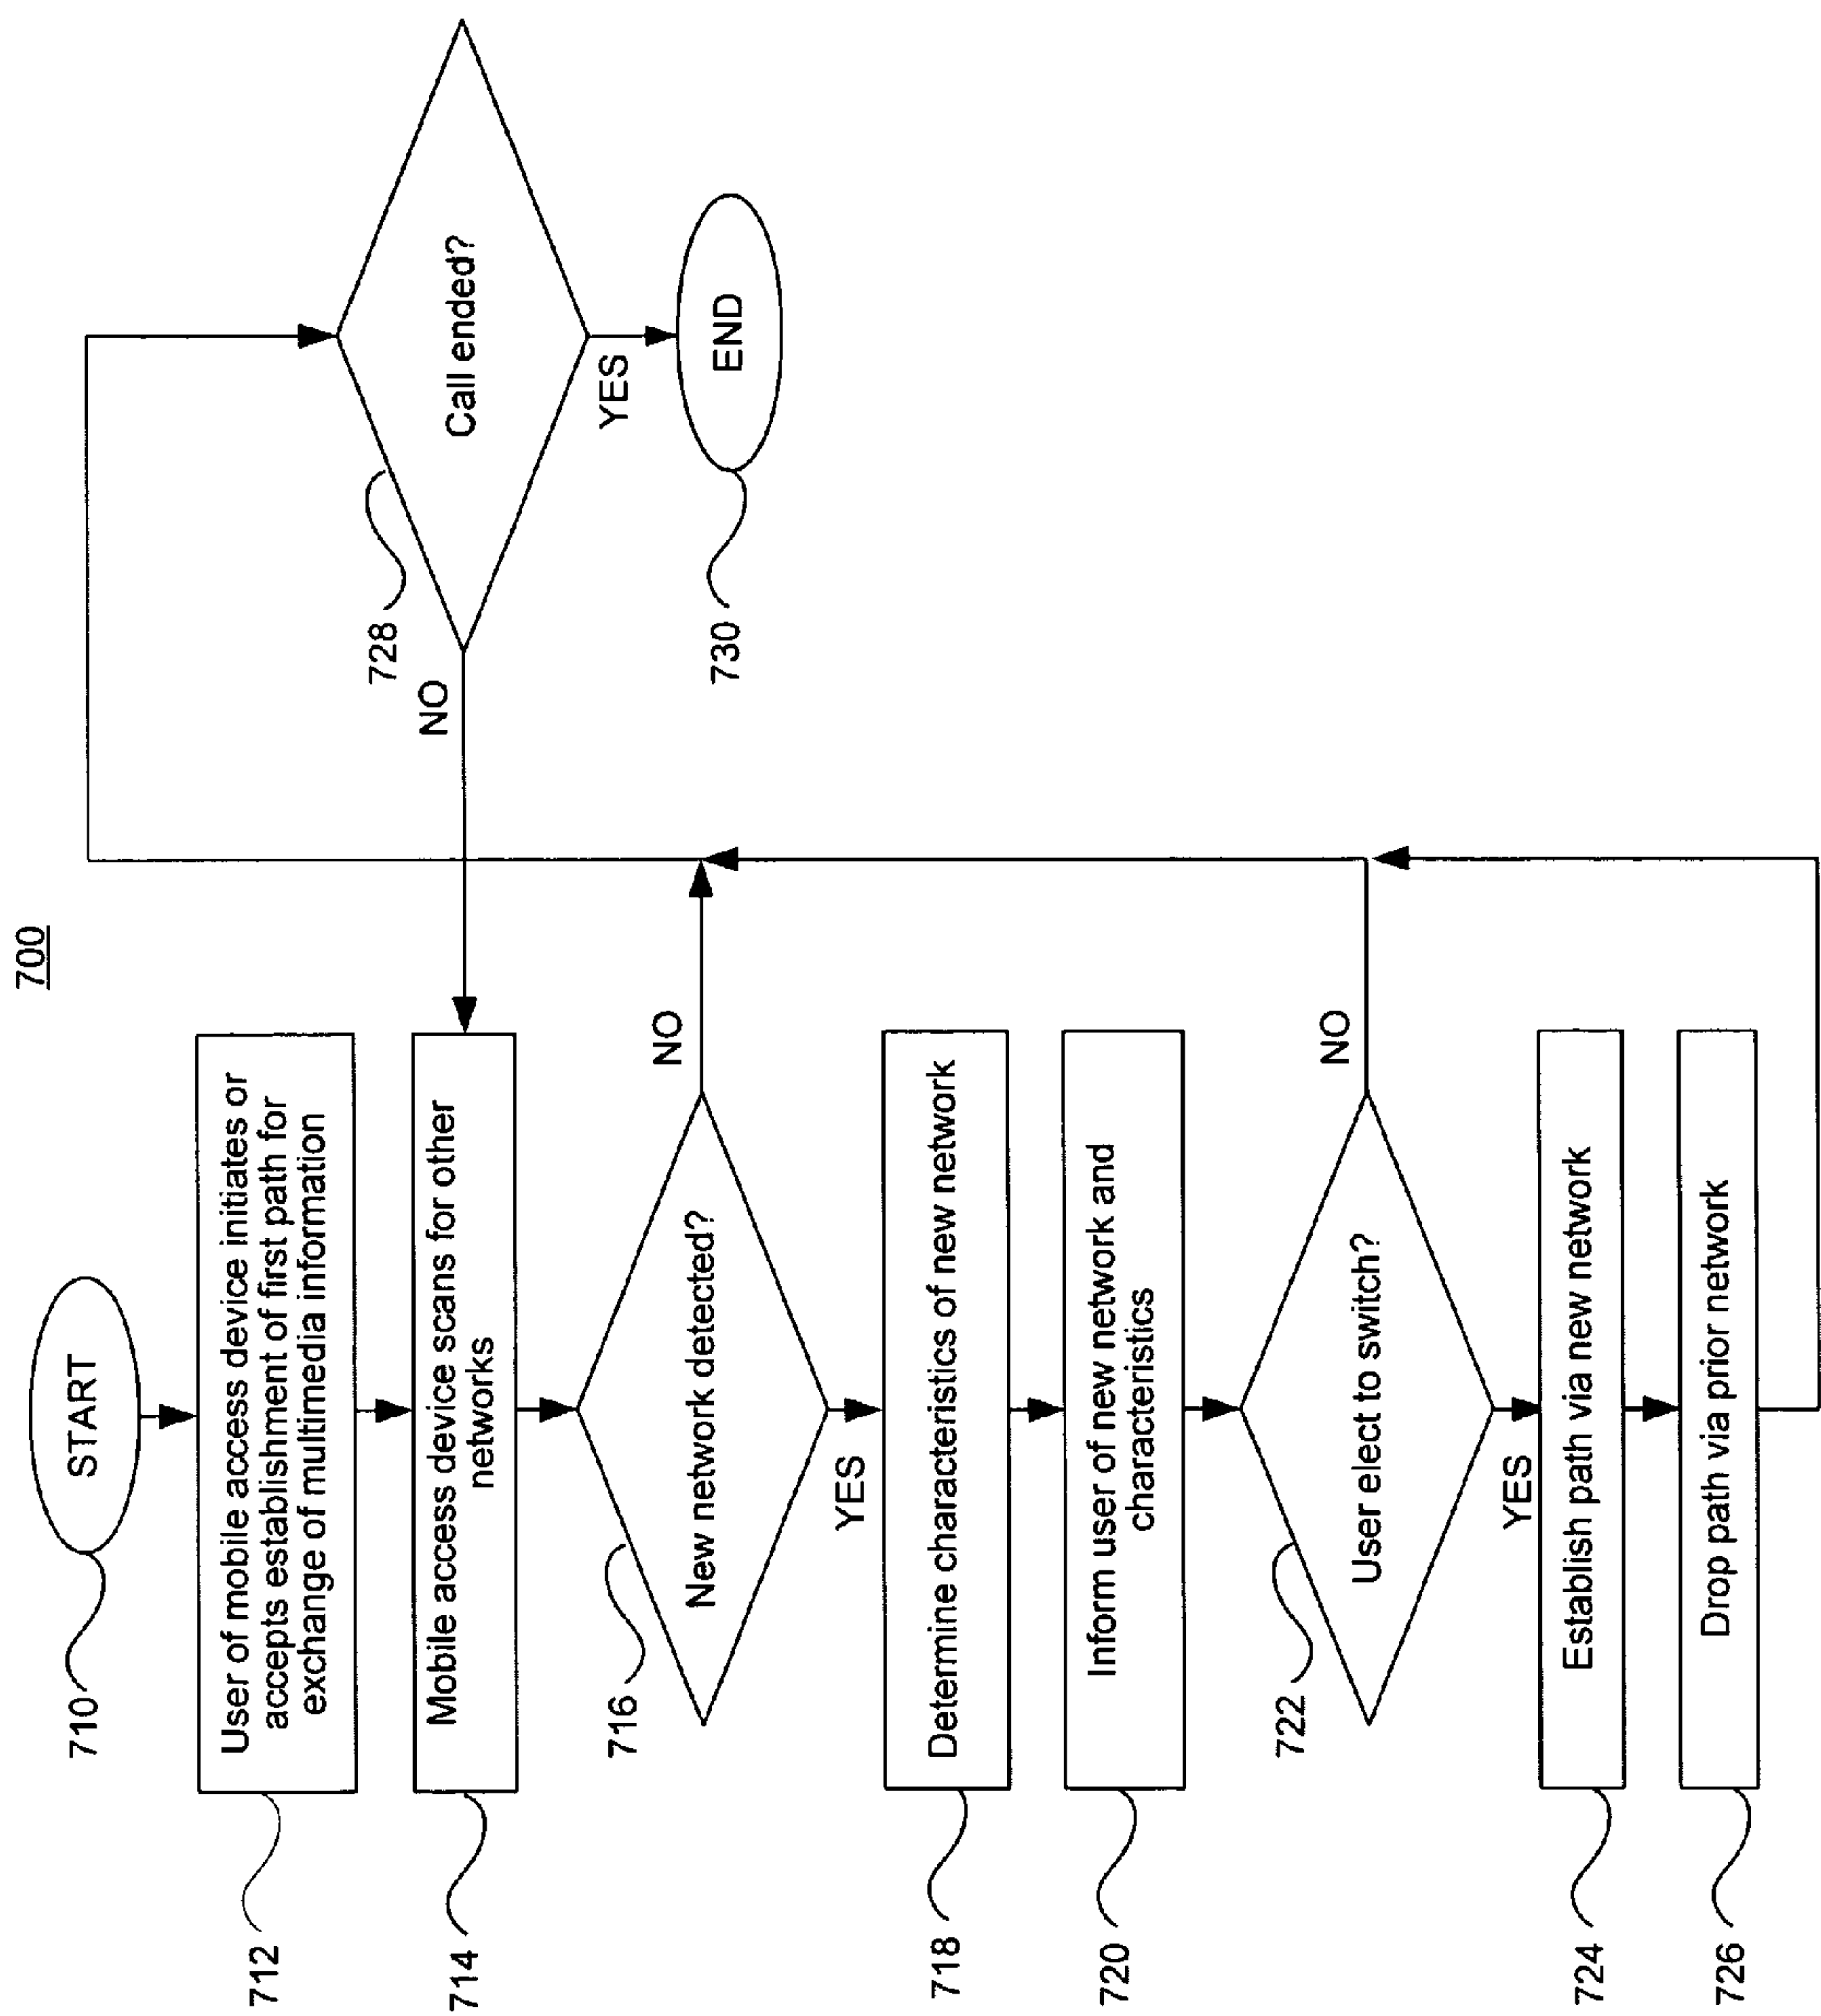 700
START
710
User of mobile access device initiates or
accepts establishment of first path for
exchange of multimedia information
712
Mobile access device scans for other
networks
714
New network detected?
716
NO
YES
Determine characteristics of new network
718
Inform user of new network and
characteristics
720
User elect to switch?
722
NO
YES
Establish path via new network
724
Drop path via prior network
726
Call ended?
728
NO
YES
END
730